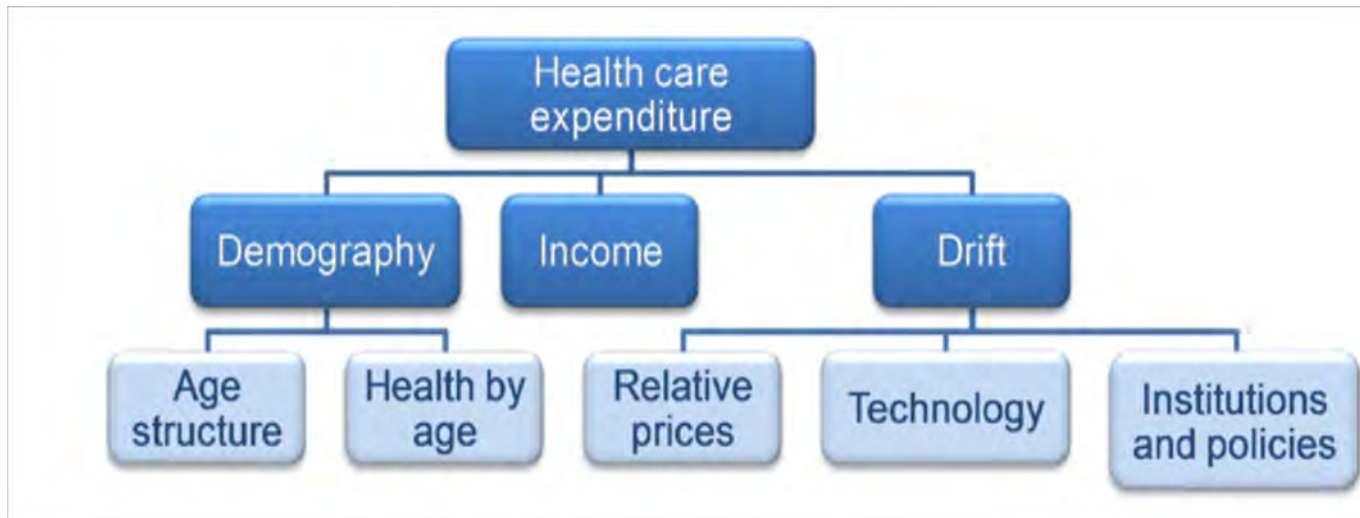 Health care
expenditure
Demography
Income
Drift
Age
structure
Health by
age
Relative
prices
Technology
Institutions
and policies